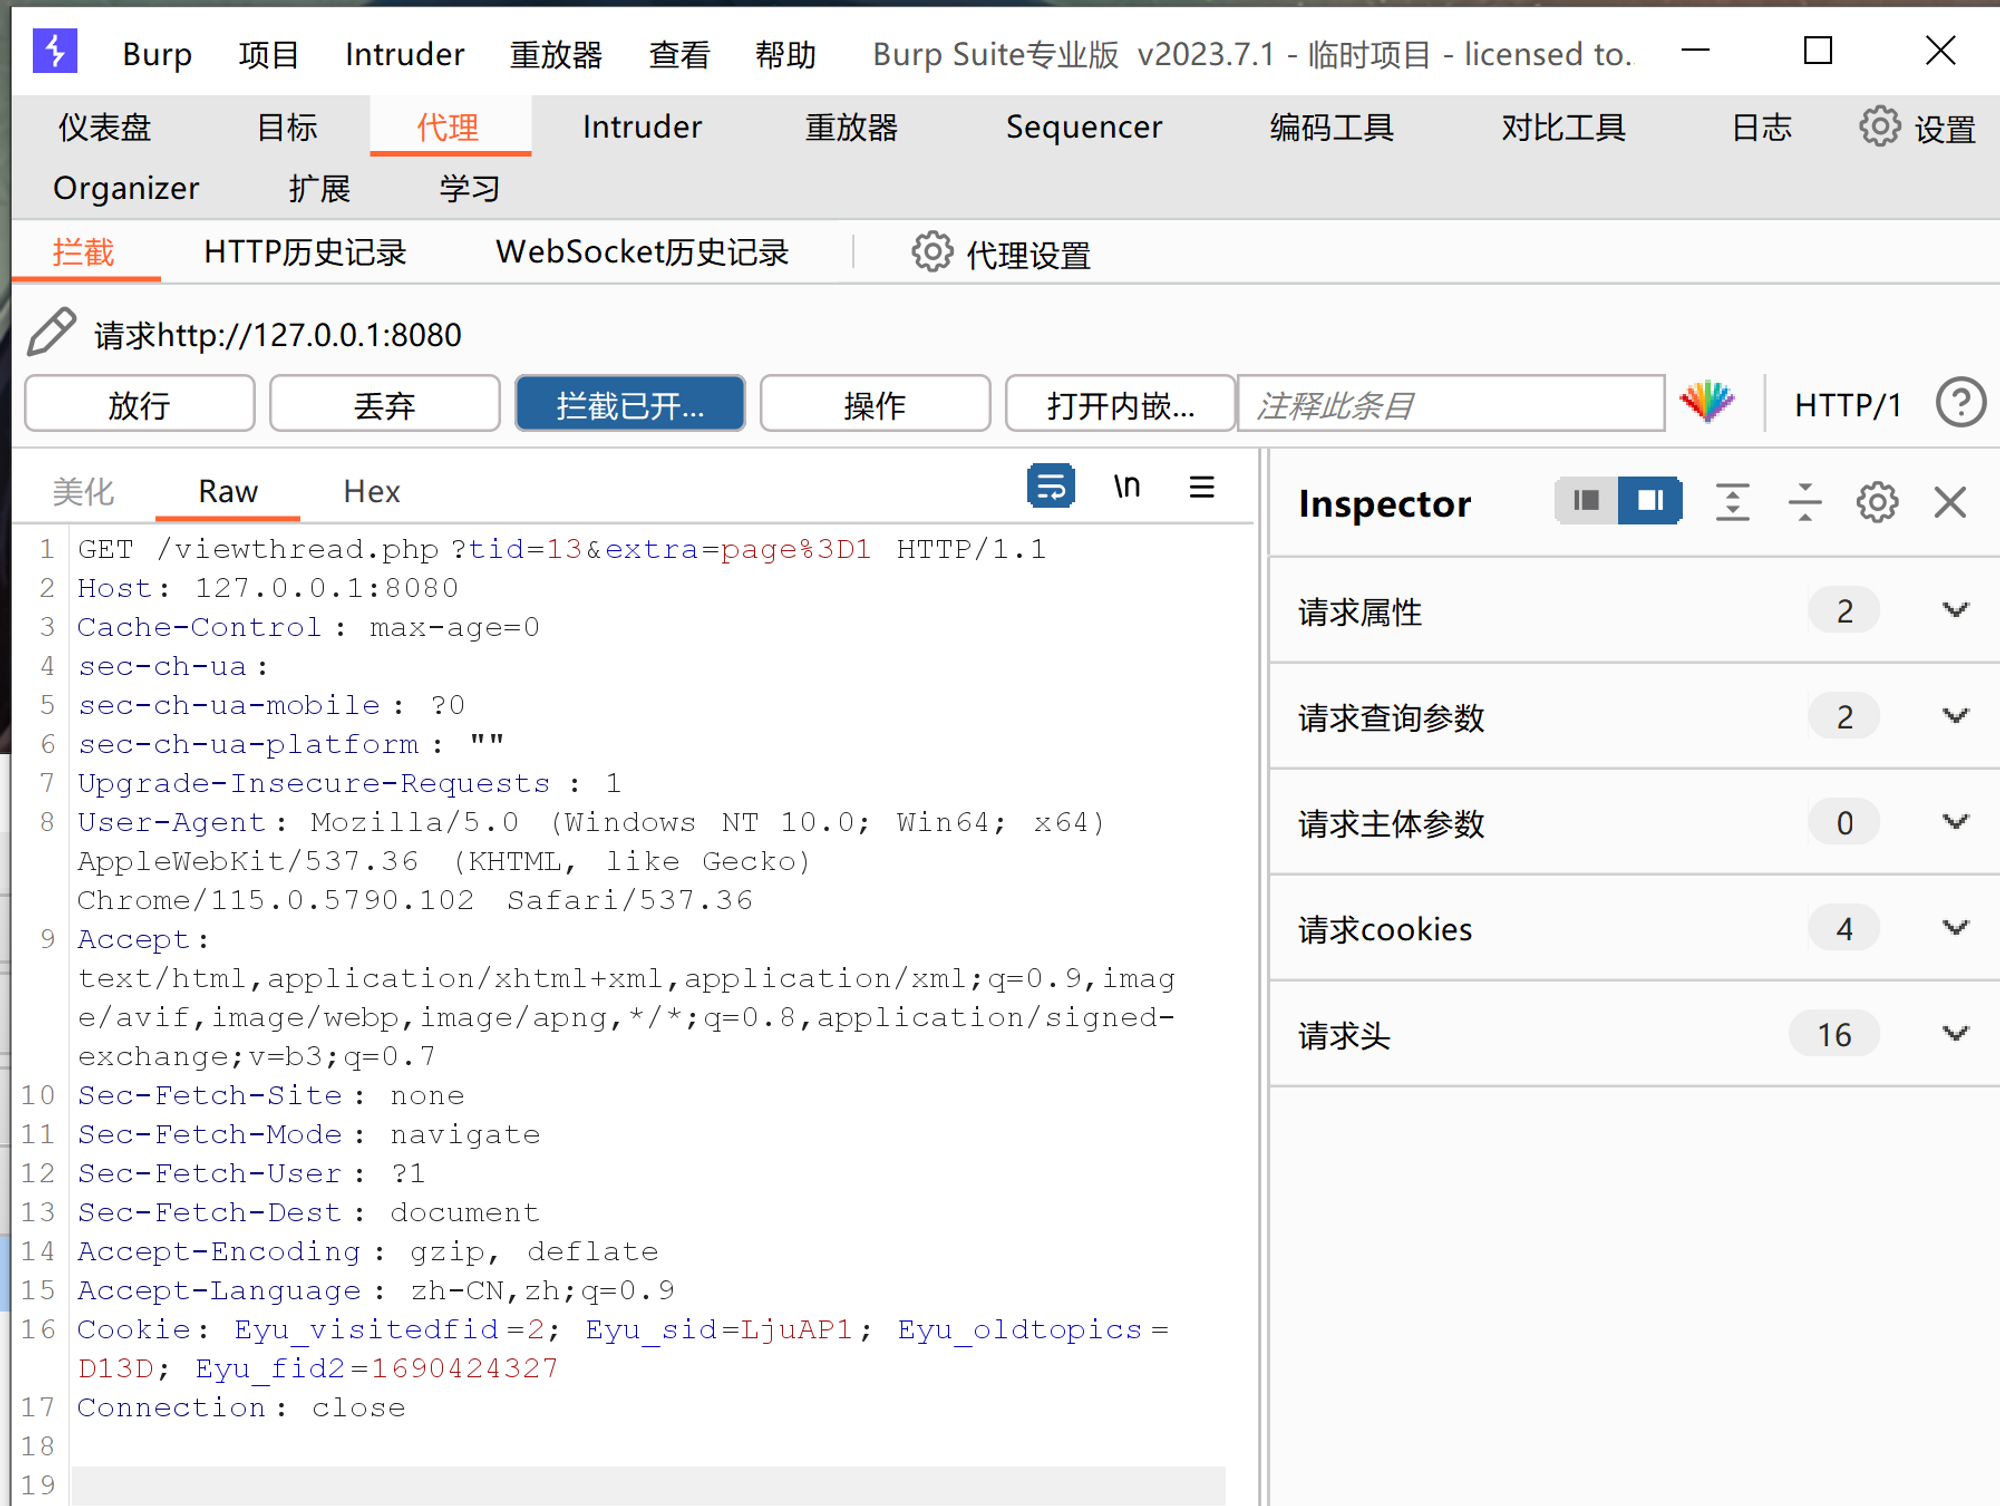 Burp 项目 Intruder 重放器 查看 帮助 Burp Suite专业版 v2023.7.1 - 临时项目 - licensed to..
仪表盘 目标 代理 Intruder 重放器 Sequencer 编码工具 对比工具 日志 设置
Organizer 扩展 学习
拦截 HTTP历史记录 WebSocket历史记录 代理设置
请求http://127.0.0.1:8080
放行 丢弃 拦截已开... 操作 打开内嵌... 注释此条目 HTTP/1 ?
美化 Raw Hex \n
1 GET /viewthread.php?tid=13&extra=page%3D1 HTTP/1.1
2 Host: 127.0.0.1:8080
3 Cache-Control: max-age=0
4 sec-ch-ua:
5 sec-ch-ua-mobile: ?0
6 sec-ch-ua-platform: ""
7 Upgrade-Insecure-Requests: 1
8 User-Agent: Mozilla/5.0 (Windows NT 10.0; Win64; x64)
AppleWebKit/537.36 (KHTML, like Gecko)
Chrome/115.0.5790.102 Safari/537.36
9 Accept:
text/html,application/xhtml+xml,application/xml;q=0.9,imag
e/avif,image/webp,image/apng,*/*;q=0.8,application/signed-
exchange;v=b3;q=0.7
10 Sec-Fetch-Site: none
11 Sec-Fetch-Mode: navigate
12 Sec-Fetch-User: ?1
13 Sec-Fetch-Dest: document
14 Accept-Encoding: gzip, deflate
15 Accept-Language: zh-CN,zh;q=0.9
16 Cookie: Eyu_visitedfid=2; Eyu_sid=LjuAP1; Eyu_oldtopics=
D13D; Eyu_fid2=1690424327
17 Connection: close
18
19
Inspector
请求属性 2
请求查询参数 2
请求主体参数 0
请求cookies 4
请求头 16